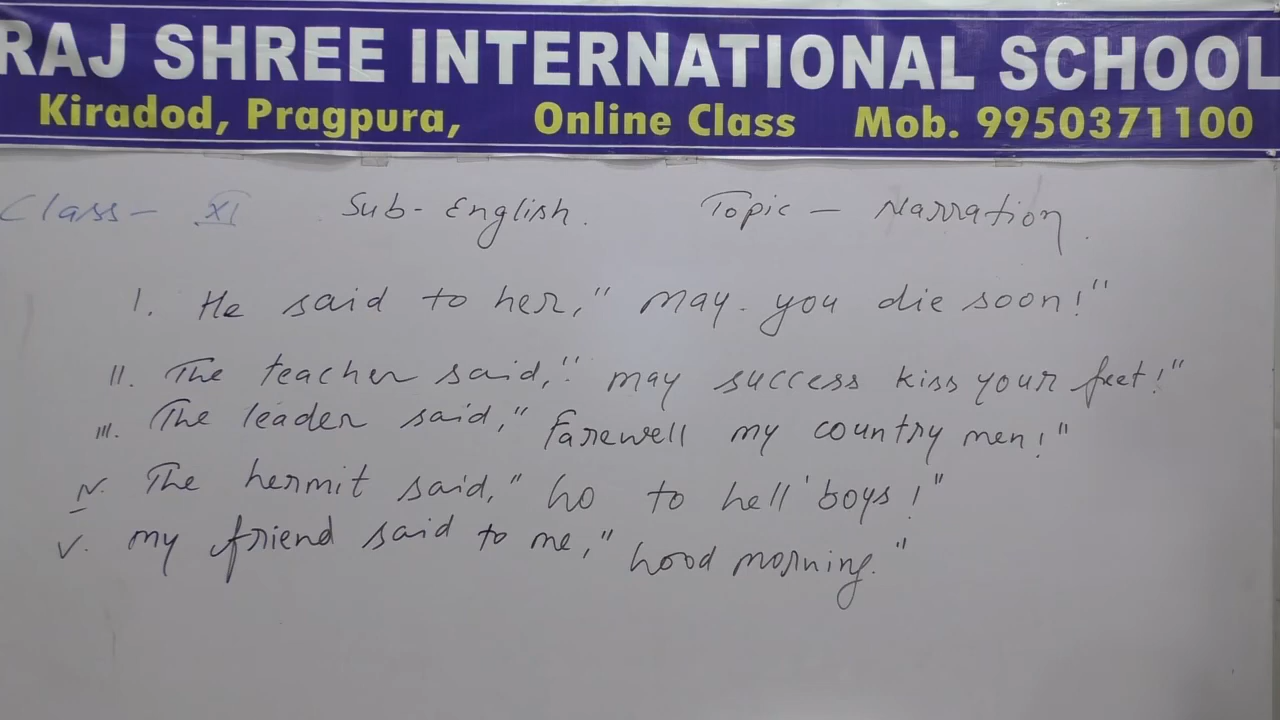 RAJ SHREE INTERNATIONAL SCHOOL
Kiradod, Pragpura, Online Class Mob. 9950371100
Class - XI Sub- English. Topic - Narration.
I. He said to her, " may. you die soon! "
II. The teacher said, " may success kiss your feet! "
III. The leader said, " Farewell my country men! "
IV. The hermit said, " Go to hell ' boys! "
V. my friend said to me, " Good morning. "